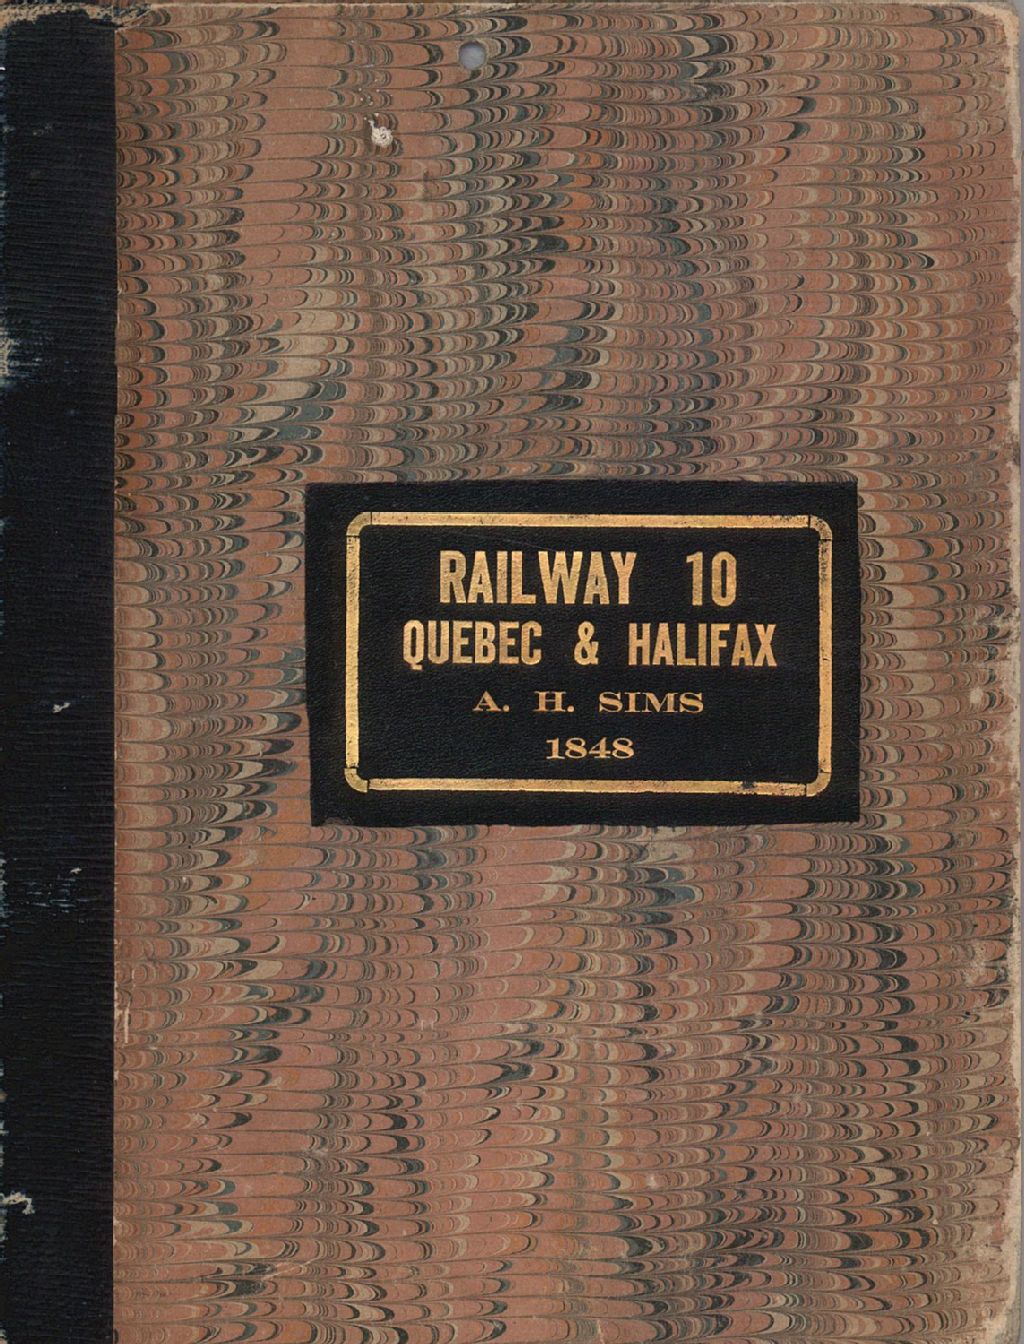 RAILWAY 10
QUEBEC & HALIFAX
A. H. SIMS
1848